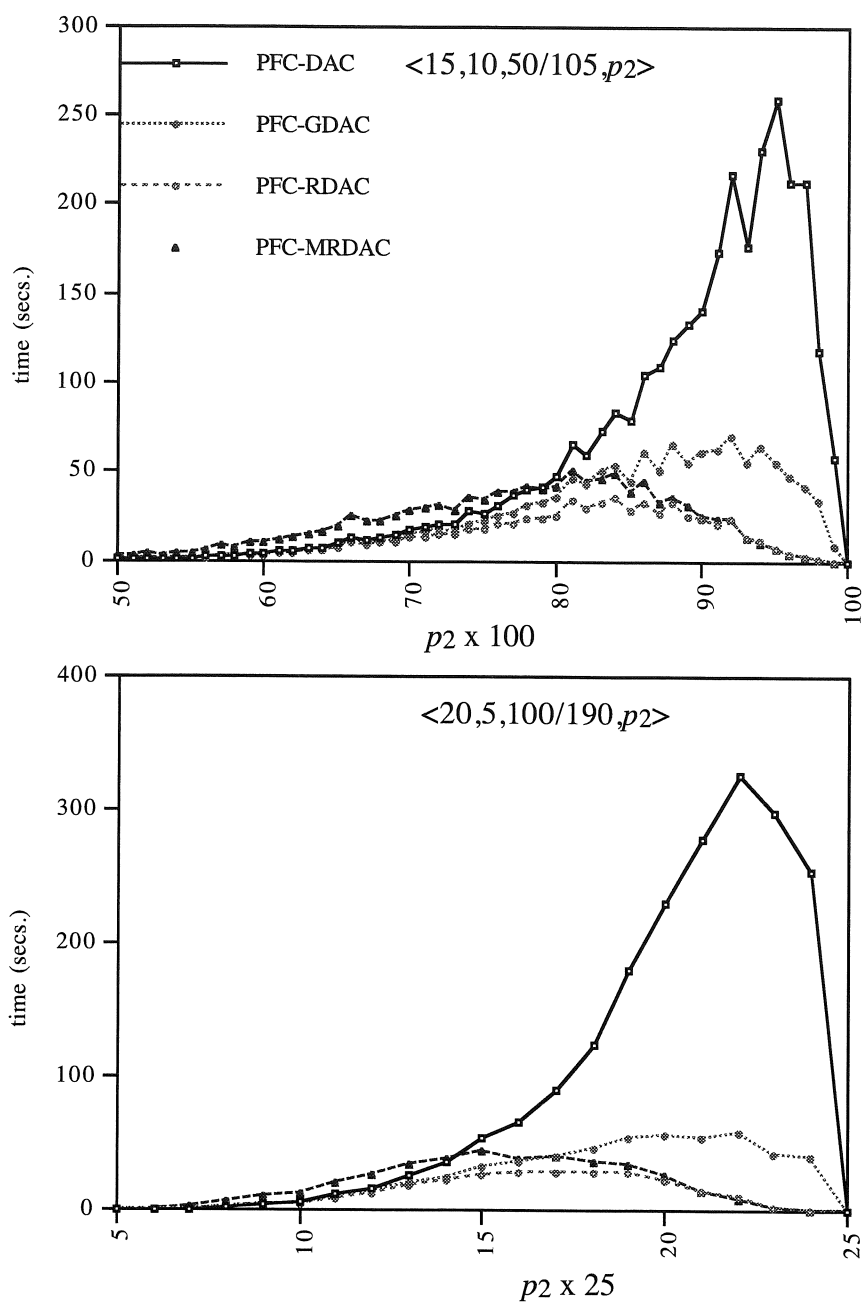 300
PFC-DAC <15,10,50/105,p2>
250
PFC-GDAC
PFC-RDAC
200
PFC-MRDAC
150
time (secs.)
100
50
0
50 60 70 80 90 100
p2 x 100
400
<20,5,100/190,p2>
300
200
time (secs.)
100
0
5 10 15 20 25
p2 x 25